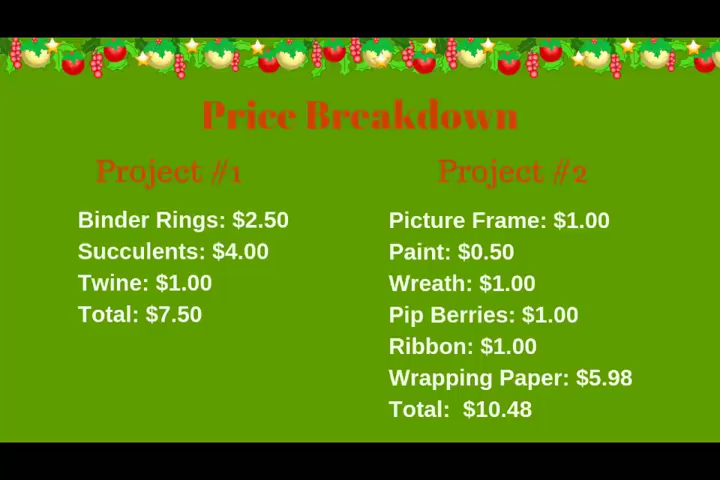 Price Breakdown
Project #1
Binder Rings: $2.50
Succulents: $4.00
Twine: $1.00
Total: $7.50
Project #2
Picture Frame: $1.00
Paint: $0.50
Wreath: $1.00
Pip Berries: $1.00
Ribbon: $1.00
Wrapping Paper: $5.98
Total:  $10.48